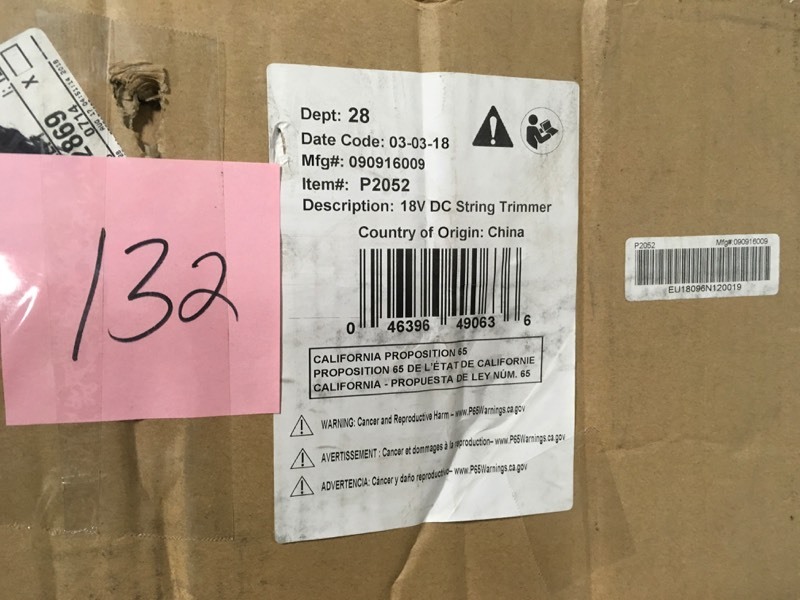 X
0714
2869
132
Dept: 28
Date Code: 03-03-18
Mfg#: 090916009
Item#: P2052
Description: 18V DC String Trimmer
Country of Origin: China
0 46396 49063 6
CALIFORNIA PROPOSITION 65
PROPOSITION 65 DE L'ÉTAT DE CALIFORNIE
CALIFORNIA - PROPUESTA DE LEY NÚM. 65
WARNING: Cancer and Reproductive Harm – www.P65Warnings.ca.gov
AVERTISSEMENT : Cancer et dommages à la reproduction– www.P65Warnings.ca.gov
ADVERTENCIA: Cáncer y daño reproductivo– www.P65Warnings.ca.gov
P2052 Mfg#:090916009
EU18096N120019